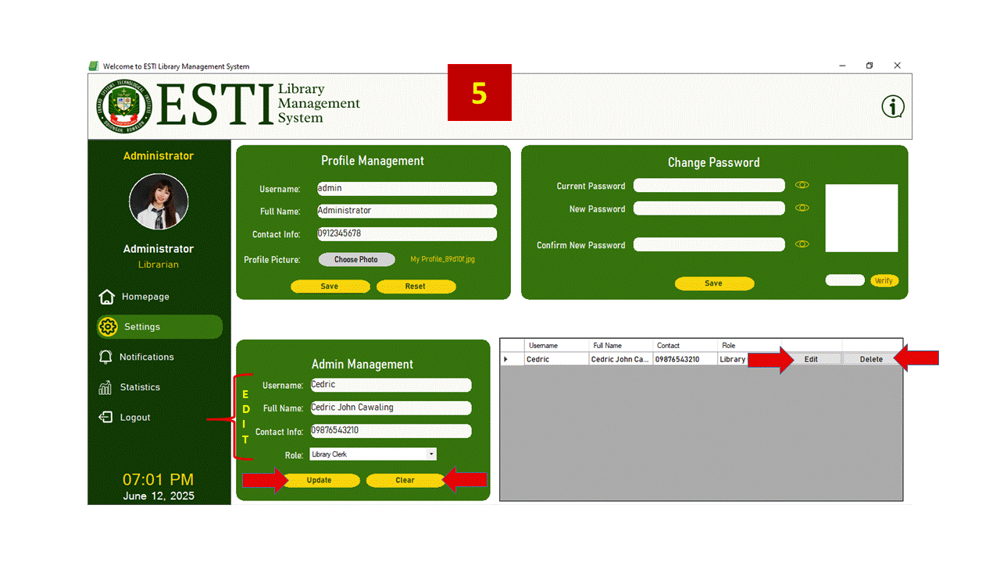 Welcome to ESTI Library Management System
5
ESTI Library
Management
System
Administrator
Administrator
Librarian
Homepage
Settings
Notifications
Statistics
Logout
07:01 PM
June 12, 2025
Profile Management
Username: admin
Full Name: Administrator
Contact Info: 0912345678
Profile Picture: Choose Photo My Profile_89d10f.jpg
Save Reset
Change Password
Current Password
New Password
Confirm New Password
Save
Verify
Admin Management
EDIT
Username: Cedric
Full Name: Cedric John Cawaling
Contact Info: 09876543210
Role: Library Clerk
Update Clear
Username Full Name Contact Role
Cedric Cedric John Ca... 09876543210 Library Edit Delete